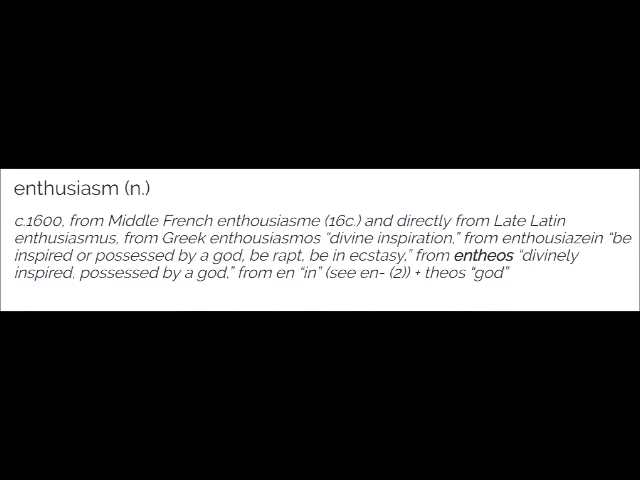 enthusiasm (n.)
c.1600, from Middle French enthousiasme (16c.) and directly from Late Latin
enthusiasmus, from Greek enthousiasmos “divine inspiration,” from enthousiazein “be
inspired or possessed by a god, be rapt, be in ecstasy,” from entheos “divinely
inspired, possessed by a god,” from en “in” (see en- (2)) + theos “god”